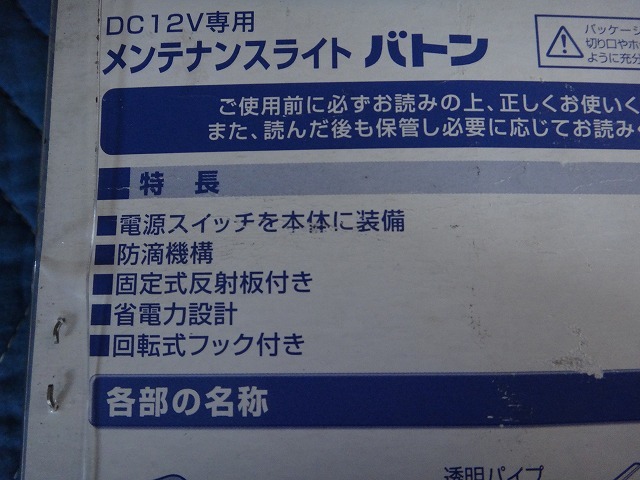 DC12V専用
メンテナンスライト バトン
パッケージ
切り口やホ
ように充分
ご使用前に必ずお読みの上、正しくお使いく
また、読んだ後も保管し必要に応じてお読み
■特長
■電源スイッチを本体に装備
■防滴機構
■固定式反射板付き
■省電力設計
■回転式フック付き
各部の名称
透明パイプ